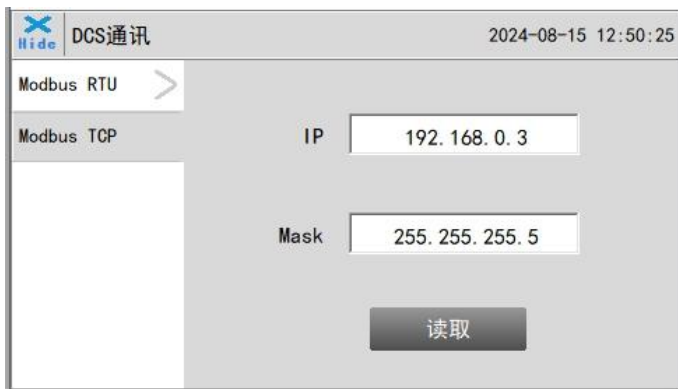 Hide DCS通讯 2024-08-15 12:50:25
Modbus RTU
Modbus TCP
IP 192.168.0.3
Mask 255.255.255.5
读取